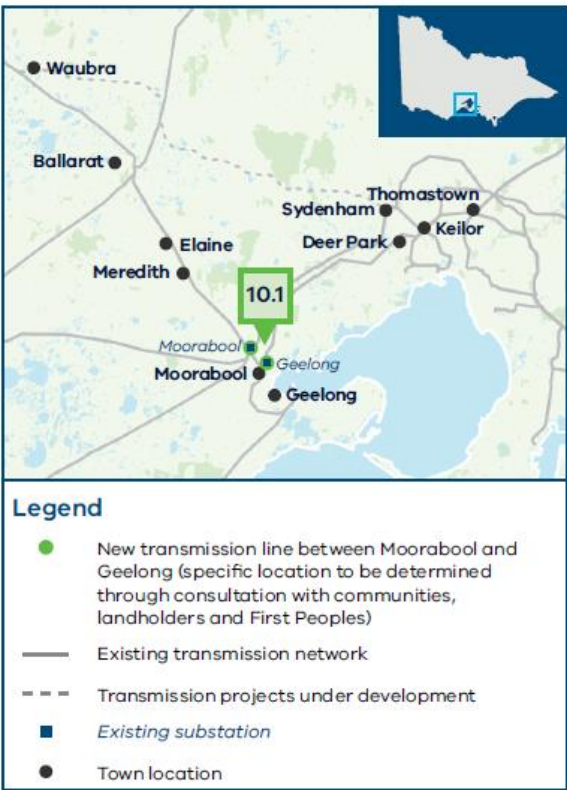 Waubra
Ballarat
Thomastown
Sydenham
Keilor
Deer Park
Elaine
Meredith
10.1
Moorabool
Geelong
Moorabool
Geelong
Legend
New transmission line between Moorabool and
Geelong (specific location to be determined
through consultation with communities,
landholders and First Peoples)
Existing transmission network
Transmission projects under development
Existing substation
Town location